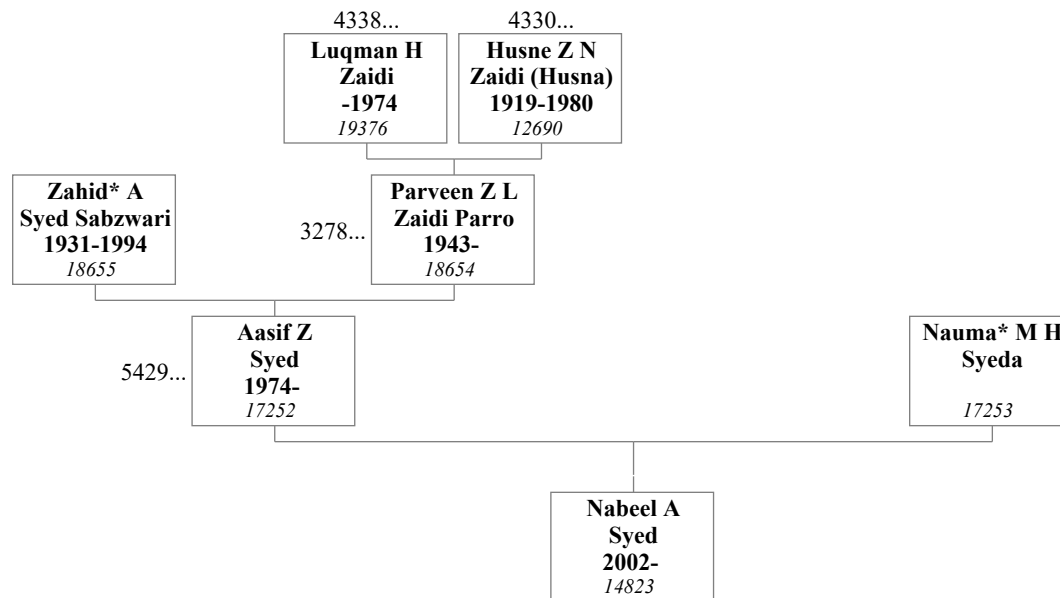 4338...
4330...
Luqman H
Zaidi
-1974
19376
Husne Z N
Zaidi (Husna)
1919-1980
12690
Zahid* A
Syed Sabzwari
1931-1994
18655
3278...
Parveen Z L
Zaidi Parro
1943-
18654
5429...
Aasif Z
Syed
1974-
17252
Nauma* M H
Syeda
17253
Nabeel A
Syed
2002-
14823